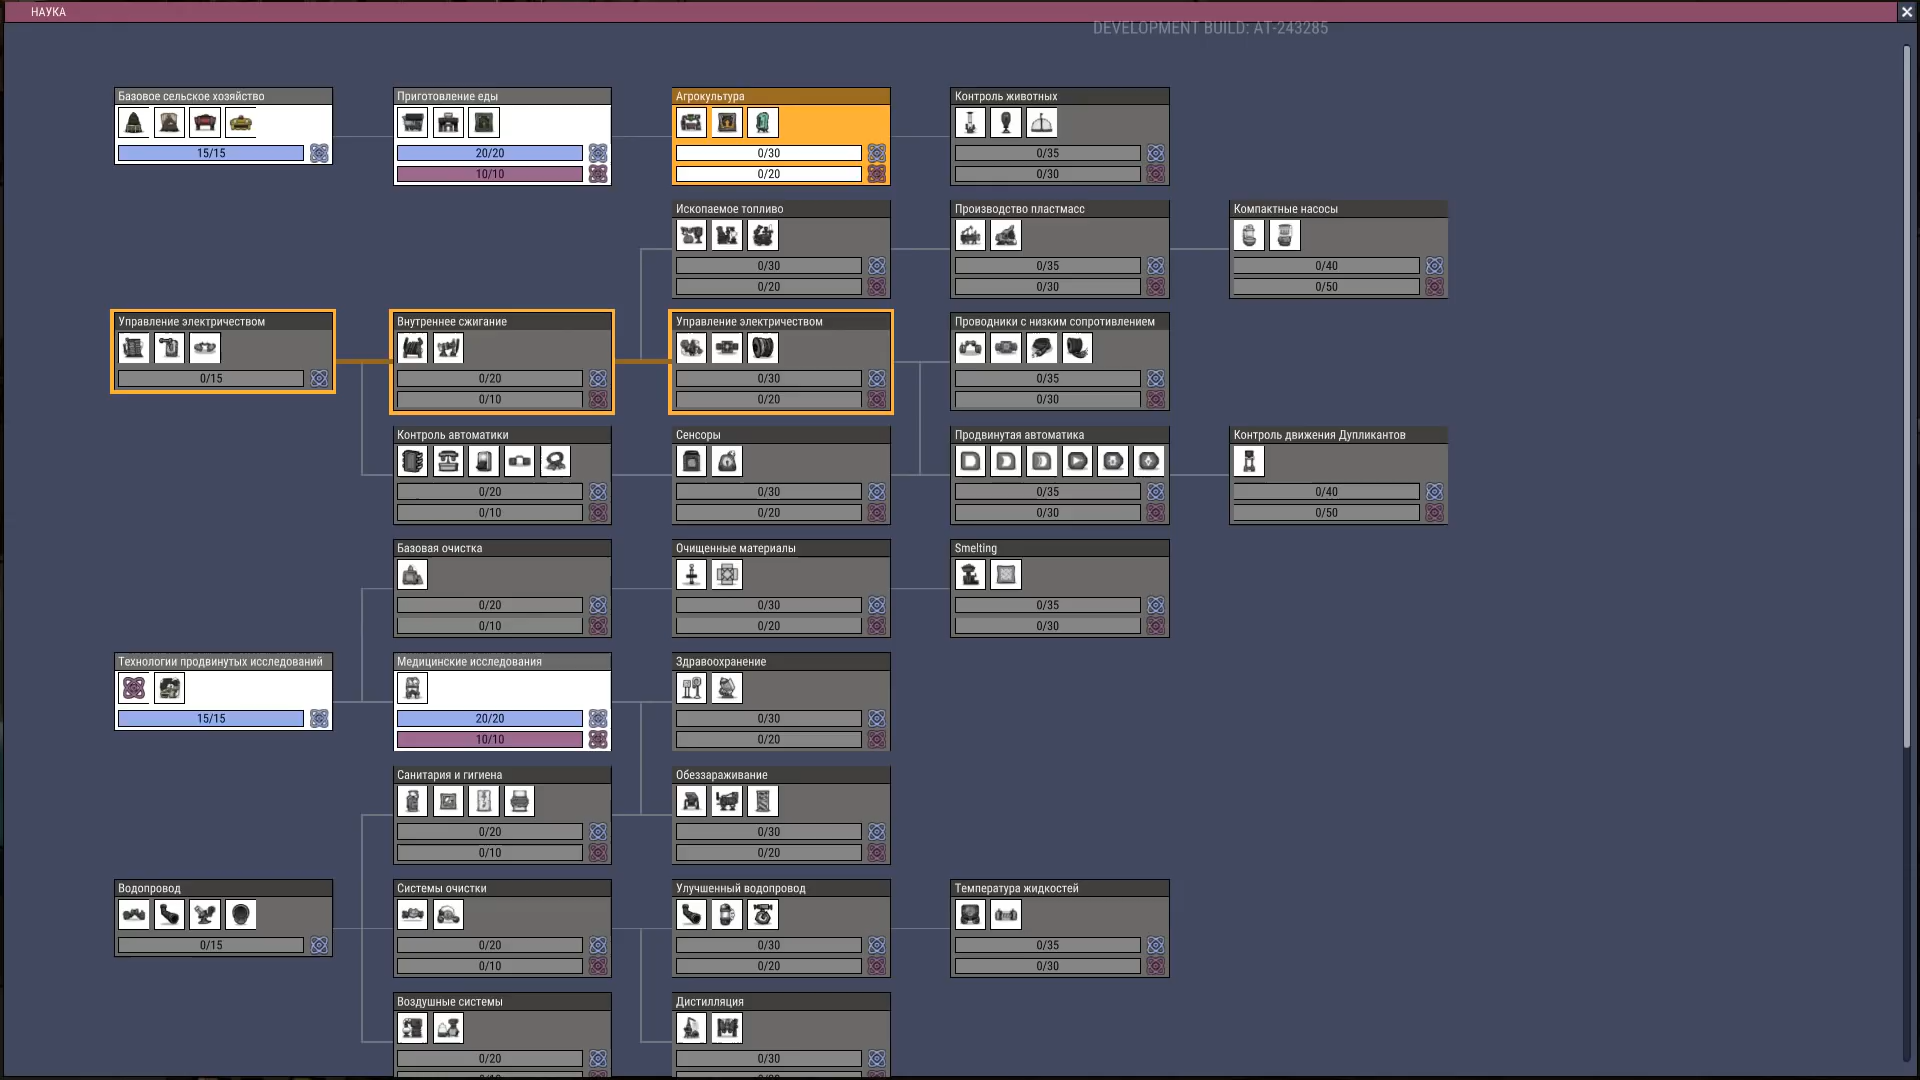 НАУКА
DEVELOPMENT BUILD: AT-243285
Базовое сельское хозяйство
15/15
Приготовление еды
20/20
10/10
Агрокультура
0/30
0/20
Контроль животных
0/35
0/30
Ископаемое топливо
0/30
0/20
Производство пластмасс
0/35
0/30
Компактные насосы
0/40
0/50
Управление электричеством
0/15
Внутреннее сжигание
0/20
0/10
Управление электричеством
0/30
0/20
Проводники с низким сопротивлением
0/35
0/30
Контроль автоматики
0/20
0/10
Сенсоры
0/30
0/20
Продвинутая автоматика
0/35
0/30
Контроль движения Дупликантов
0/40
0/50
Базовая очистка
0/20
0/10
Очищенные материалы
0/30
0/20
Smelting
0/35
0/30
Технологии продвинутых исследований
15/15
Медицинские исследования
20/20
10/10
Здравоохранение
0/30
0/20
Санитария и гигиена
0/20
0/10
Обеззараживание
0/30
0/20
Водопровод
0/15
Системы очистки
0/20
0/10
Улучшенный водопровод
0/30
0/20
Температура жидкостей
0/35
0/30
Воздушные системы
0/20
Дистилляция
0/30